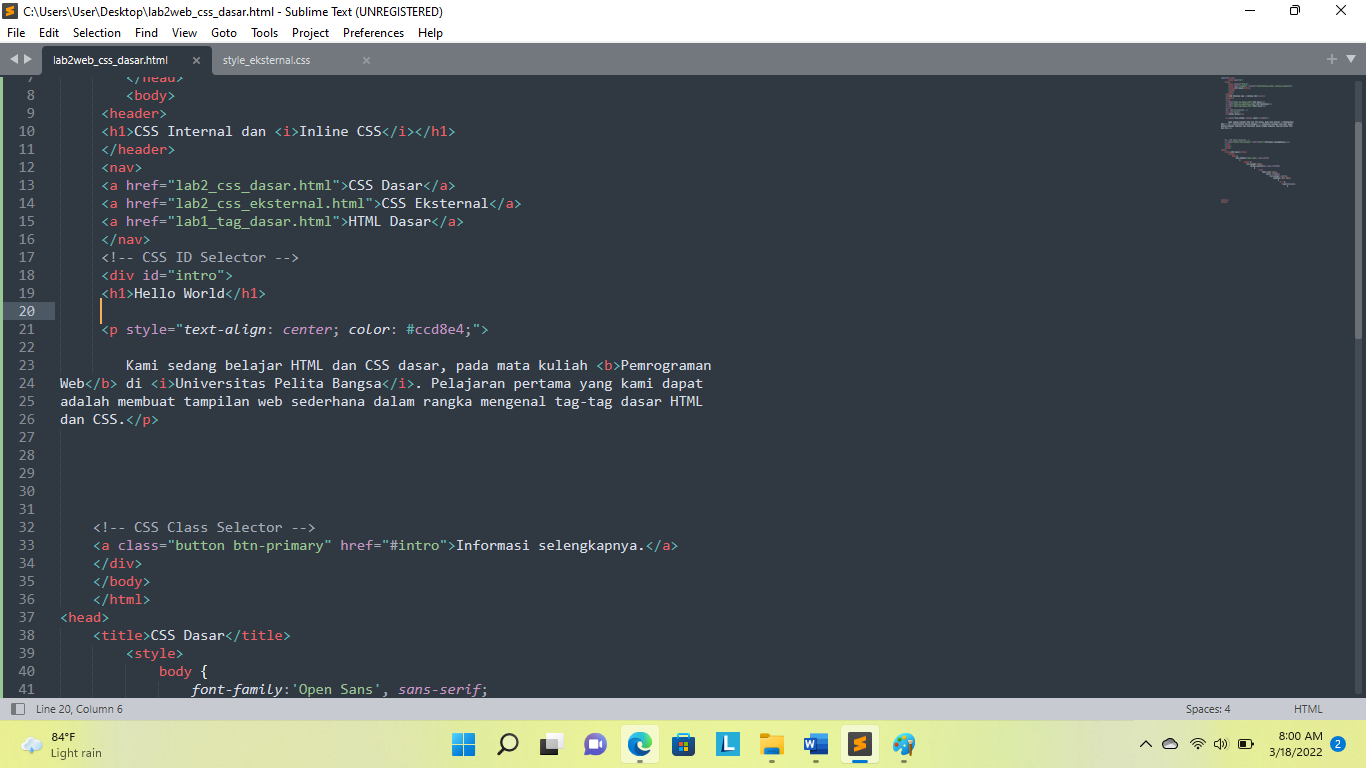 C:\Users\User\Desktop\lab2web_css_dasar.html - Sublime Text (UNREGISTERED)
File Edit Selection Find View Goto Tools Project Preferences Help
lab2web_css_dasar.html style_eksternal.css
7 </head>
8 <body>
9 <header>
10 <h1>CSS Internal dan <i>Inline CSS</i></h1>
11 </header>
12 <nav>
13 <a href="lab2_css_dasar.html">CSS Dasar</a>
14 <a href="lab2_css_eksternal.html">CSS Eksternal</a>
15 <a href="lab1_tag_dasar.html">HTML Dasar</a>
16 </nav>
17 <!-- CSS ID Selector -->
18 <div id="intro">
19 <h1>Hello World</h1>
20
21 <p style="text-align: center; color: #ccd8e4;">
22
23 Kami sedang belajar HTML dan CSS dasar, pada mata kuliah <b>Pemrograman
24 Web</b> di <i>Universitas Pelita Bangsa</i>. Pelajaran pertama yang kami dapat
25 adalah membuat tampilan web sederhana dalam rangka mengenal tag-tag dasar HTML
26 dan CSS.</p>
27
28
29
30
31
32 <!-- CSS Class Selector -->
33 <a class="button btn-primary" href="#intro">Informasi selengkapnya.</a>
34 </div>
35 </body>
36 </html>
37 <head>
38 <title>CSS Dasar</title>
39 <style>
40 body {
41 font-family:'Open Sans', sans-serif;
Line 20, Column 6 Spaces: 4 HTML
84°F
Light rain
8:00 AM
3/18/2022 2